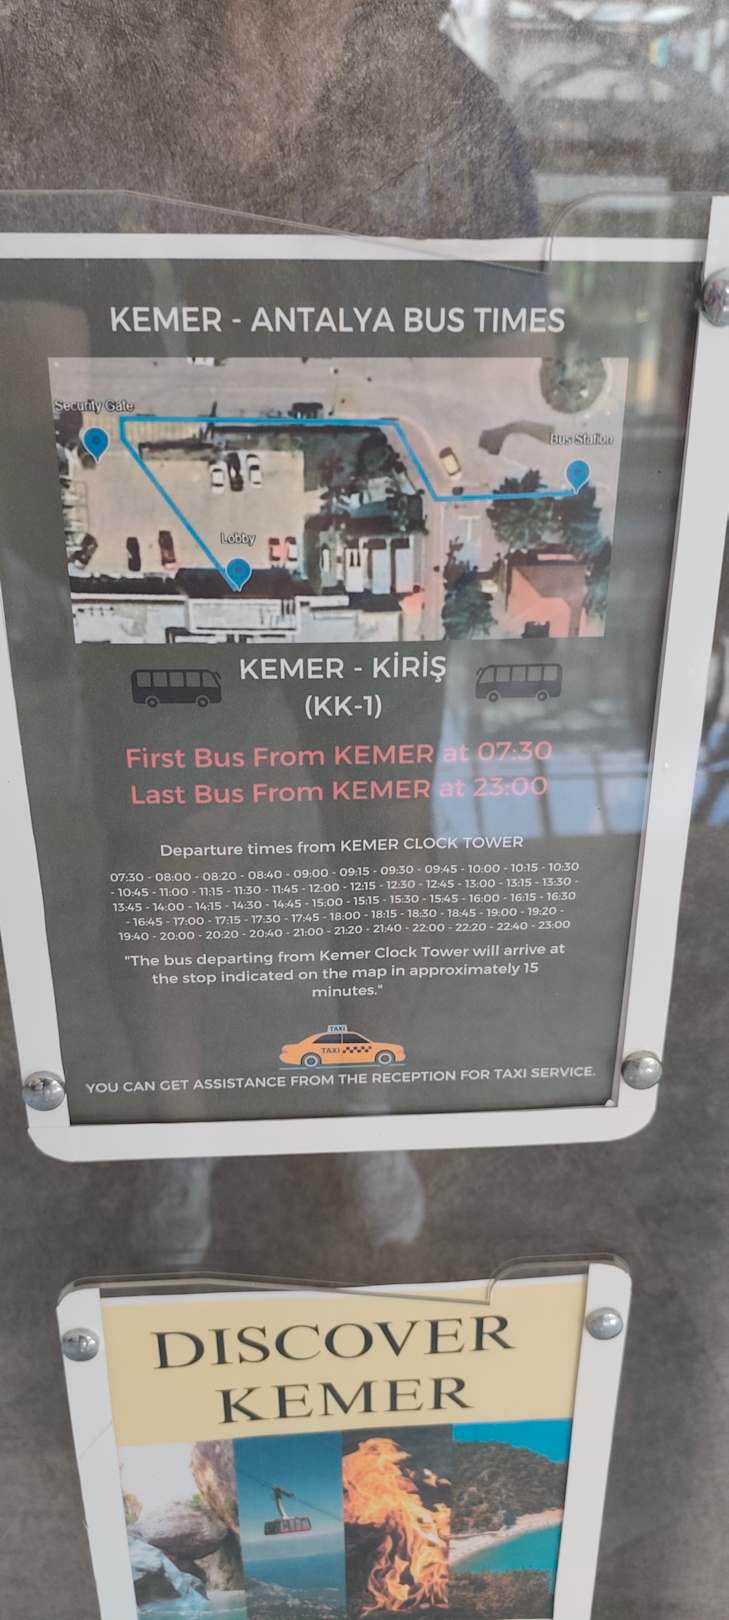 KEMER - ANTALYA BUS TIMES
Security Gate
Bus Station
Lobby
KEMER - KİRİŞ
(KK-1)
First Bus From KEMER at 07:30
Last Bus From KEMER at 23:00
Departure times from KEMER CLOCK TOWER
07:30 - 08:00 - 08:20 - 08:40 - 09:00 - 09:15 - 09:30 - 09:45 - 10:00 - 10:15 - 10:30
- 10:45 - 11:00 - 11:15 - 11:30 - 11:45 - 12:00 - 12:15 - 12:30 - 12:45 - 13:00 - 13:15 - 13:30 -
13:45 - 14:00 - 14:15 - 14:30 - 14:45 - 15:00 - 15:15 - 15:30 - 15:45 - 16:00 - 16:15 - 16:30
- 16:45 - 17:00 - 17:15 - 17:30 - 17:45 - 18:00 - 18:15 - 18:30 - 18:45 - 19:00 - 19:20 -
19:40 - 20:00 - 20:20 - 20:40 - 21:00 - 21:20 - 21:40 - 22:00 - 22:20 - 22:40 - 23:00
"The bus departing from Kemer Clock Tower will arrive at
the stop indicated on the map in approximately 15
minutes."
TAXI
TAXI
YOU CAN GET ASSISTANCE FROM THE RECEPTION FOR TAXI SERVICE.
DISCOVER
KEMER